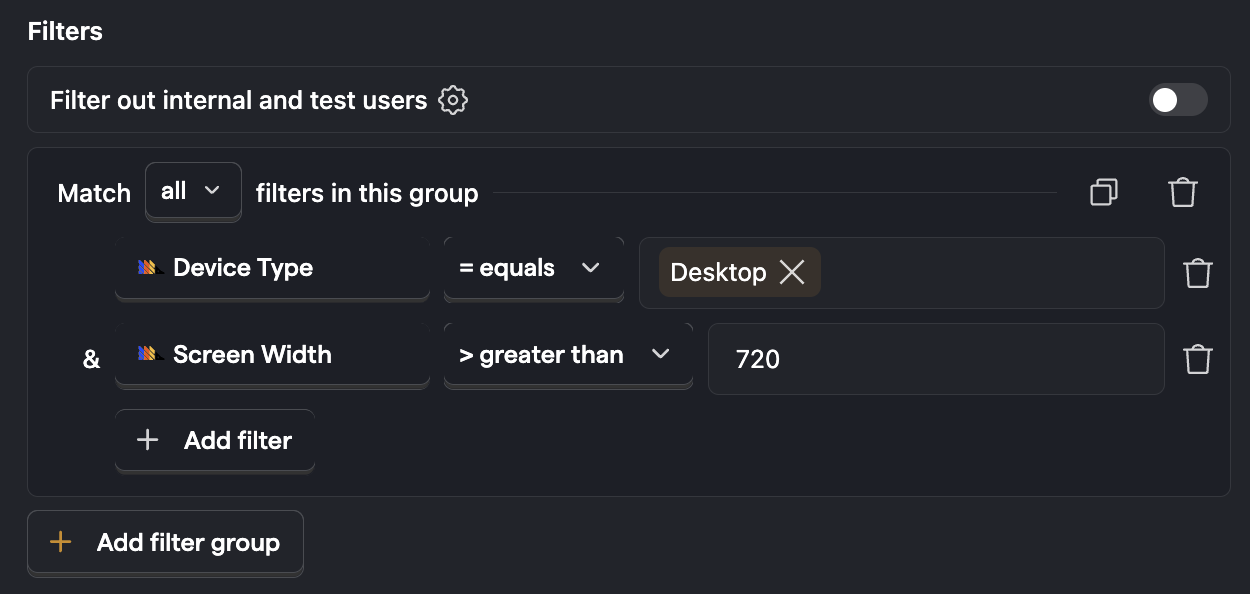 Filters
Filter out internal and test users
Match all filters in this group
Device Type = equals Desktop
& Screen Width > greater than 720
Add filter
Add filter group